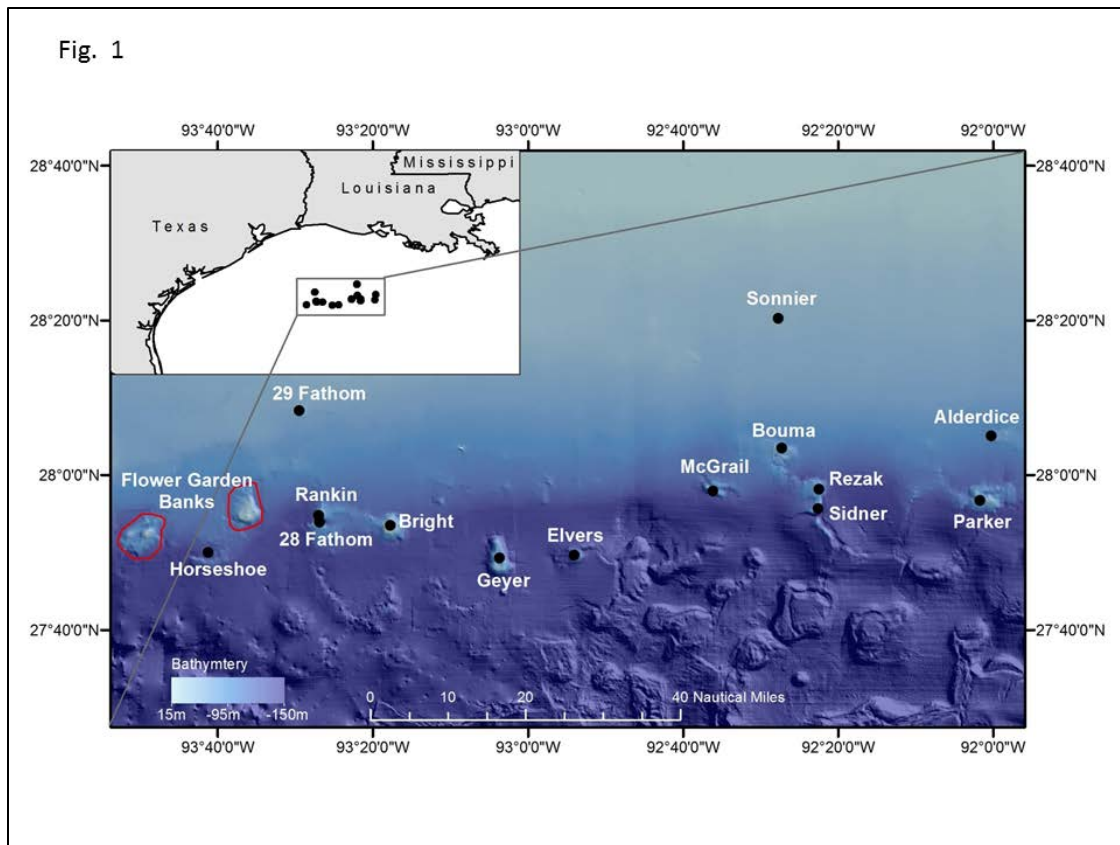 Fig. 1
93°40'0"W 93°20'0"W 93°0'0"W 92°40'0"W 92°20'0"W 92°0'0"W
28°40'0"N 28°40'0"N
Mississippi
Louisiana
Texas
Sonnier
28°20'0"N 28°20'0"N
29 Fathom
Alderdice
Bouma
28°0'0"N 28°0'0"N
Flower Garden
Banks
McGrail
Rezak
Rankin
Sidner
Bright
Parker
28 Fathom
Elvers
Horseshoe
Geyer
27°40'0"N 27°40'0"N
Bathymtery
15m -95m -150m
0 10 20 40 Nautical Miles
93°40'0"W 93°20'0"W 93°0'0"W 92°40'0"W 92°20'0"W 92°0'0"W